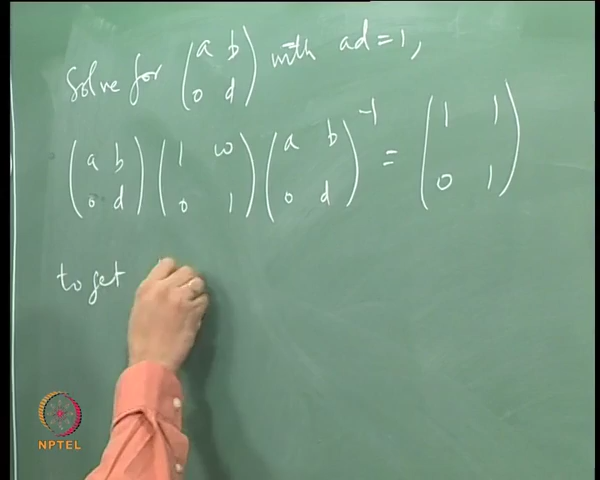 Solve for (a b; 0 d) with ad=1,
(a b; 0 d) (1 ω; 0 1) (a b; 0 d)⁻¹ = (1 1; 0 1)
to get
NPTEL